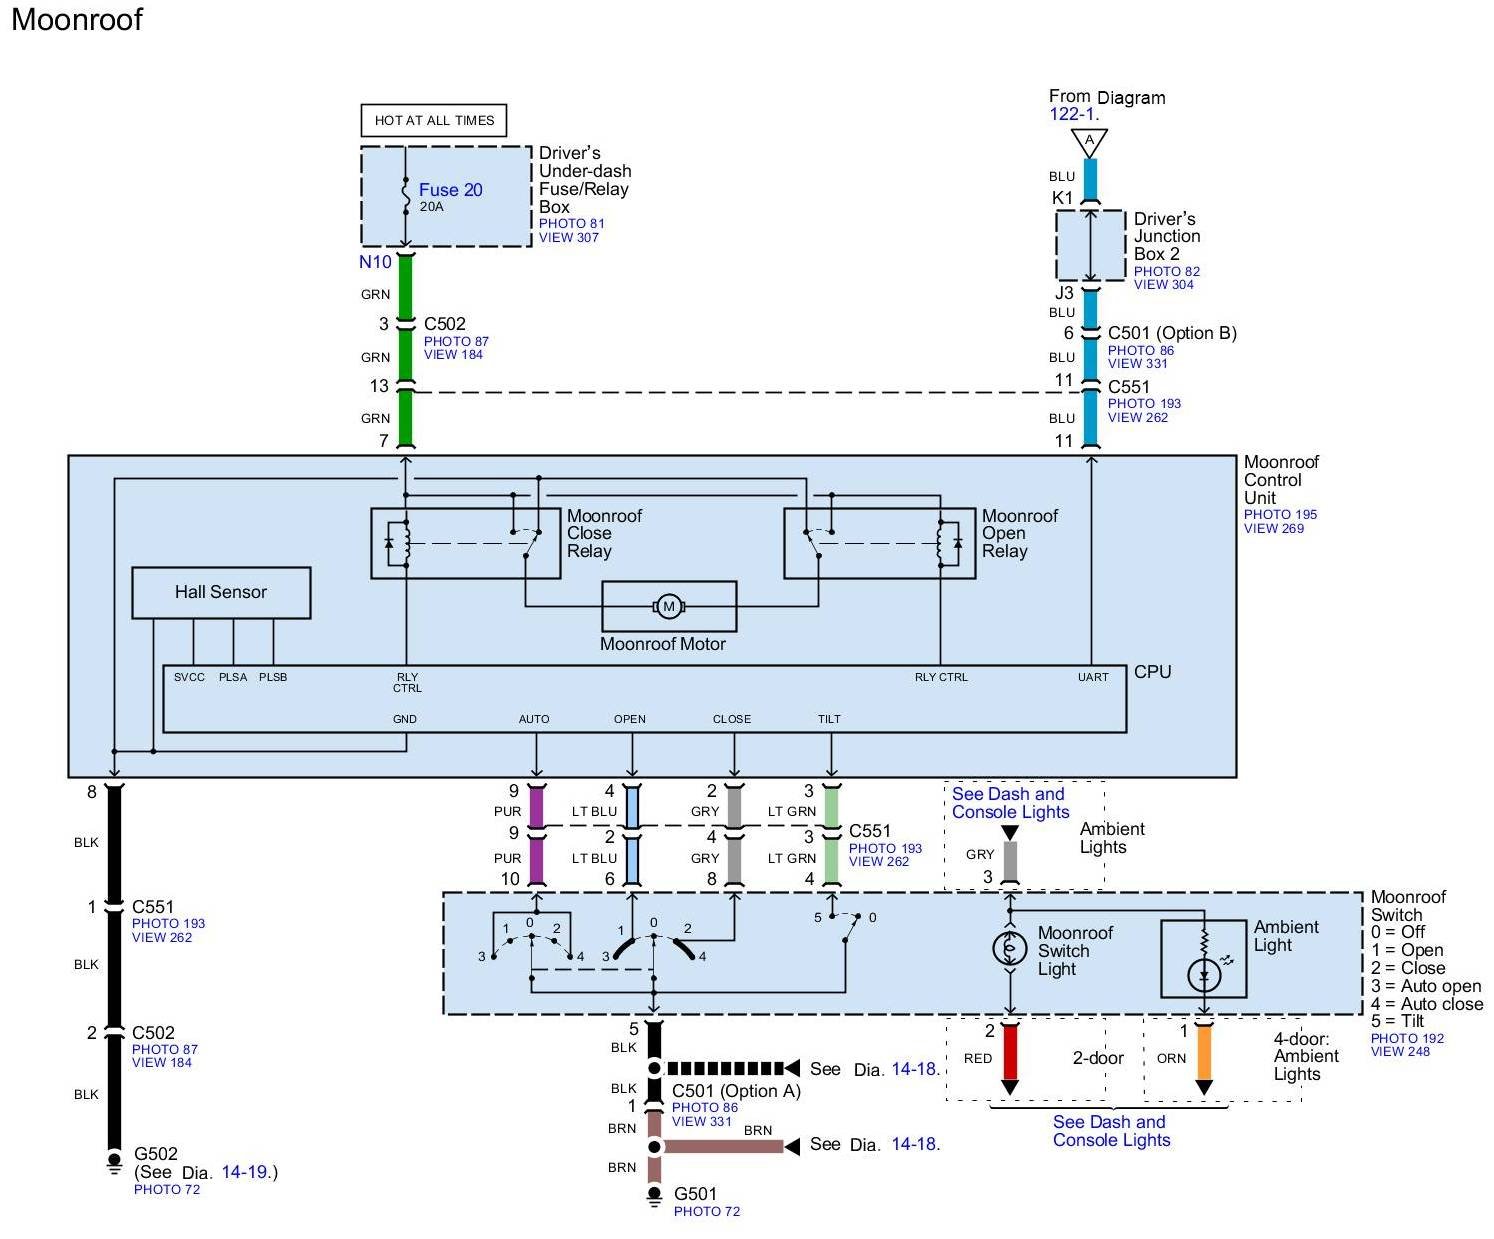 Moonroof
HOT AT ALL TIMES
Fuse 20
20A
Driver's
Under-dash
Fuse/Relay
Box
PHOTO 81
VIEW 307
N10
GRN
3
C502
PHOTO 87
VIEW 184
GRN
13
GRN
7
From Diagram
122-1.
A
BLU
K1
Driver's
Junction
Box 2
PHOTO 82
VIEW 304
J3
BLU
6
C501 (Option B)
PHOTO 86
VIEW 331
BLU
11
C551
PHOTO 193
VIEW 262
BLU
11
Moonroof
Control
Unit
PHOTO 195
VIEW 269
Moonroof
Close
Relay
Moonroof
Open
Relay
Hall Sensor
M
Moonroof Motor
CPU
SVCC
PLSA
PLSB
RLY
CTRL
RLY CTRL
UART
GND
AUTO
OPEN
CLOSE
TILT
8
BLK
1
C551
PHOTO 193
VIEW 262
BLK
2
C502
PHOTO 87
VIEW 184
BLK
G502
(See Dia. 14-19.)
PHOTO 72
9
4
2
3
PUR
LT BLU
GRY
LT GRN
9
2
4
3
C551
PHOTO 193
VIEW 262
PUR
LT BLU
GRY
LT GRN
10
6
8
4
See Dash and
Console Lights
Ambient
Lights
GRY
3
3
1
0
2
4
3
1
0
2
4
5
0
Moonroof
Switch
Light
Ambient
Light
Moonroof
Switch
0 = Off
1 = Open
2 = Close
3 = Auto open
4 = Auto close
5 = Tilt
PHOTO 192
VIEW 248
5
BLK
See Dia. 14-18.
BLK
C501 (Option A)
1
PHOTO 86
VIEW 331
BRN
BRN
See Dia. 14-18.
BRN
G501
PHOTO 72
2
RED
2-door
1
ORN
4-door:
Ambient
Lights
See Dash and
Console Lights